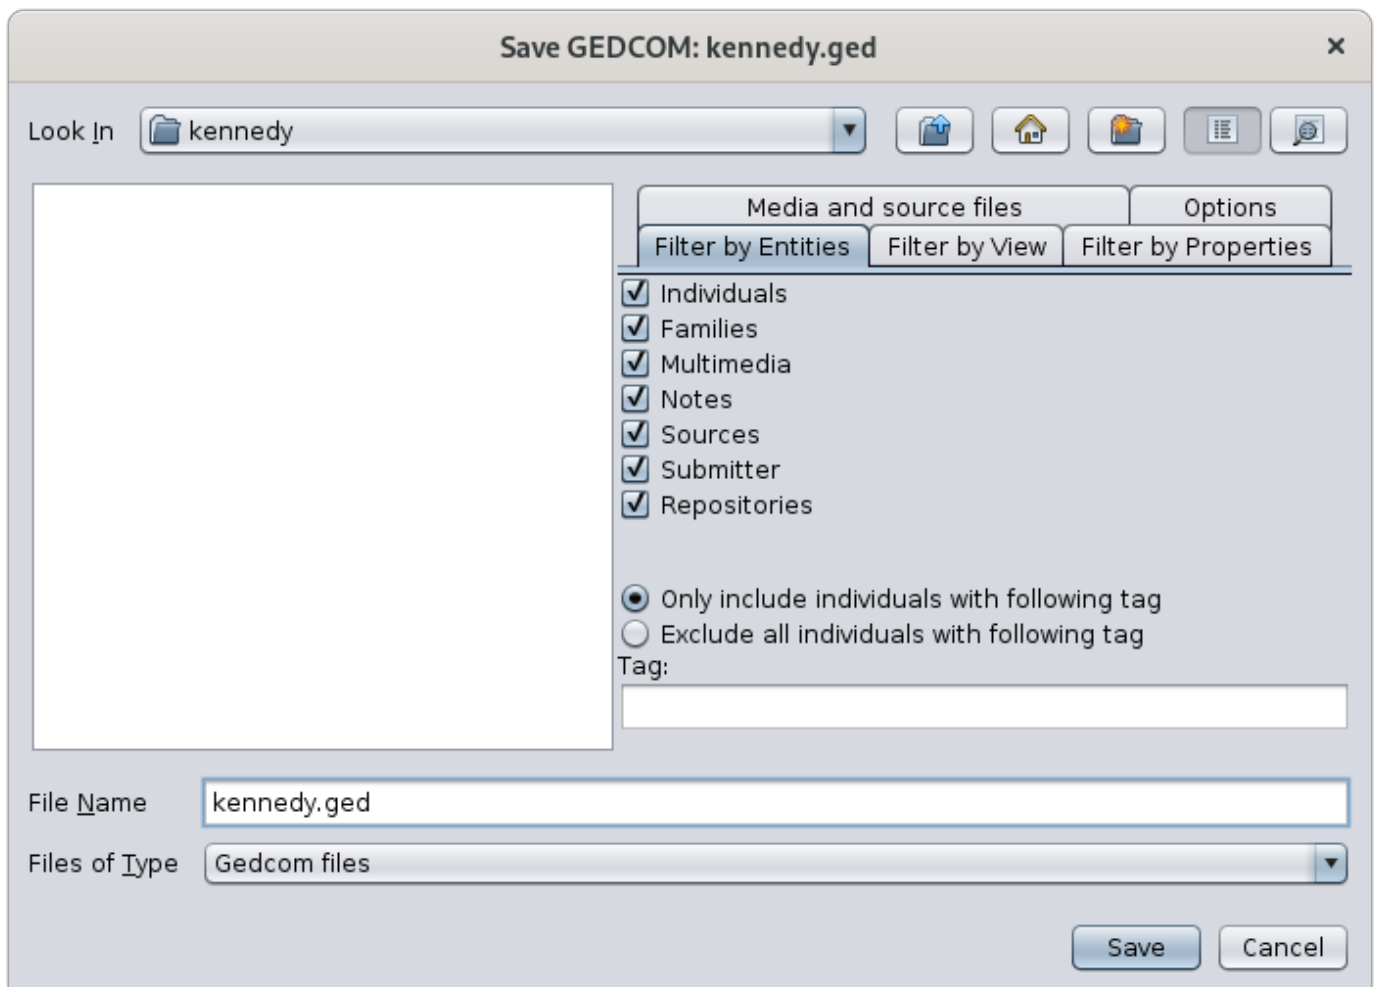 Save GEDCOM: kennedy.ged
Look In
kennedy
Media and source files
Options
Filter by Entities
Filter by View
Filter by Properties
Individuals
Families
Multimedia
Notes
Sources
Submitter
Repositories
Only include individuals with following tag
Exclude all individuals with following tag
Tag:
File Name
kennedy.ged
Files of Type
Gedcom files
Save
Cancel